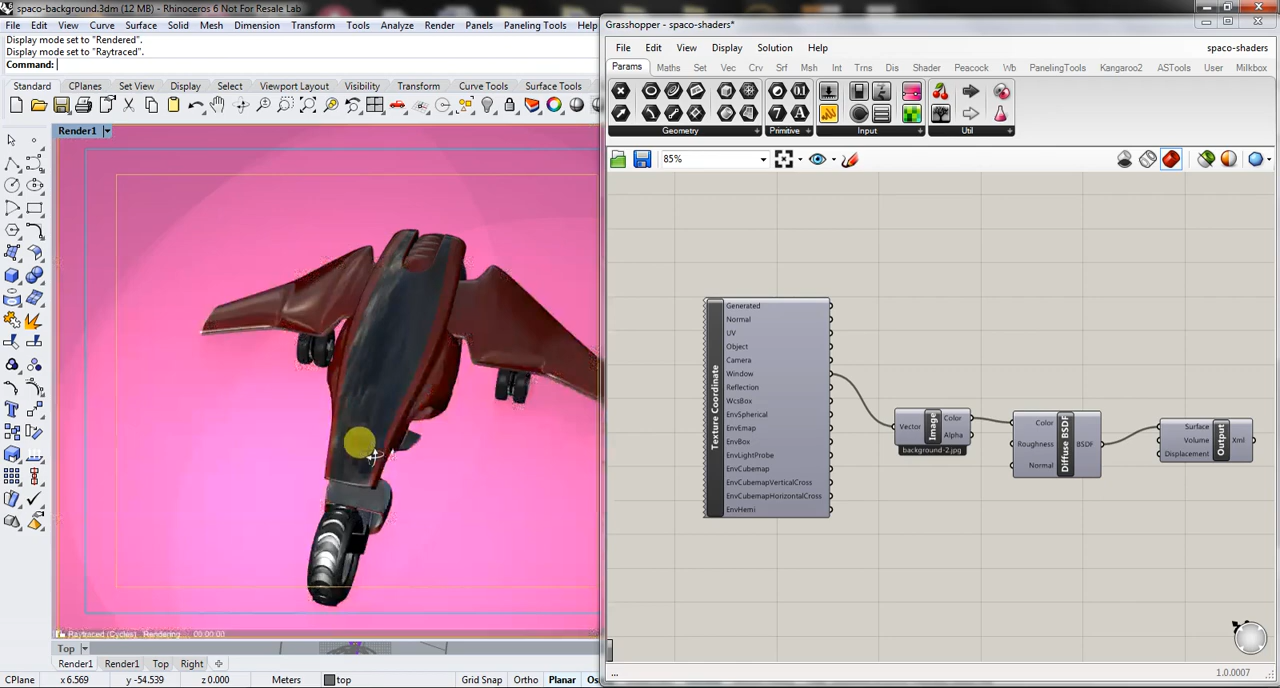 spaco-background.3dm (12 MB) - Rhinoceros 6 Not For Resale Lab
File Edit View Curve Surface Solid Mesh Dimension Transform Tools Analyze Render Panels Paneling Tools Help
Display mode set to "Rendered".
Display mode set to "Raytraced".
Command:
Standard CPlanes Set View Display Select Viewport Layout Visibility Transform Curve Tools Surface Tools
Render1
Raytraced (Cycles) Rendering... 00:00:00
Top
Render1 Render1 Top Right
CPlane x 6.569 y -54.539 z 0.000 Meters top Grid Snap Ortho Planar Os
Grasshopper - spaco-shaders*
File Edit View Display Solution Help spaco-shaders
Params Maths Set Vec Crv Srf Msh Int Trns Dis Shader Peacock Wb PanelingTools Kangaroo2 ASTools User Milkbox
Geometry Primitive Input Util
85%
Texture Coordinate
Generated
Normal
UV
Object
Camera
Window
Reflection
WcsBox
EnvSpherical
EnvEmap
EnvBox
EnvLightProbe
EnvCubemap
EnvCubemapVerticalCross
EnvCubemapHorizontalCross
EnvHemi
Vector Image Color
Alpha
background-2.jpg
Color
Roughness Diffuse BSDF BSDF
Normal
Surface
Volume Output Xml
Displacement
...
1.0.0007